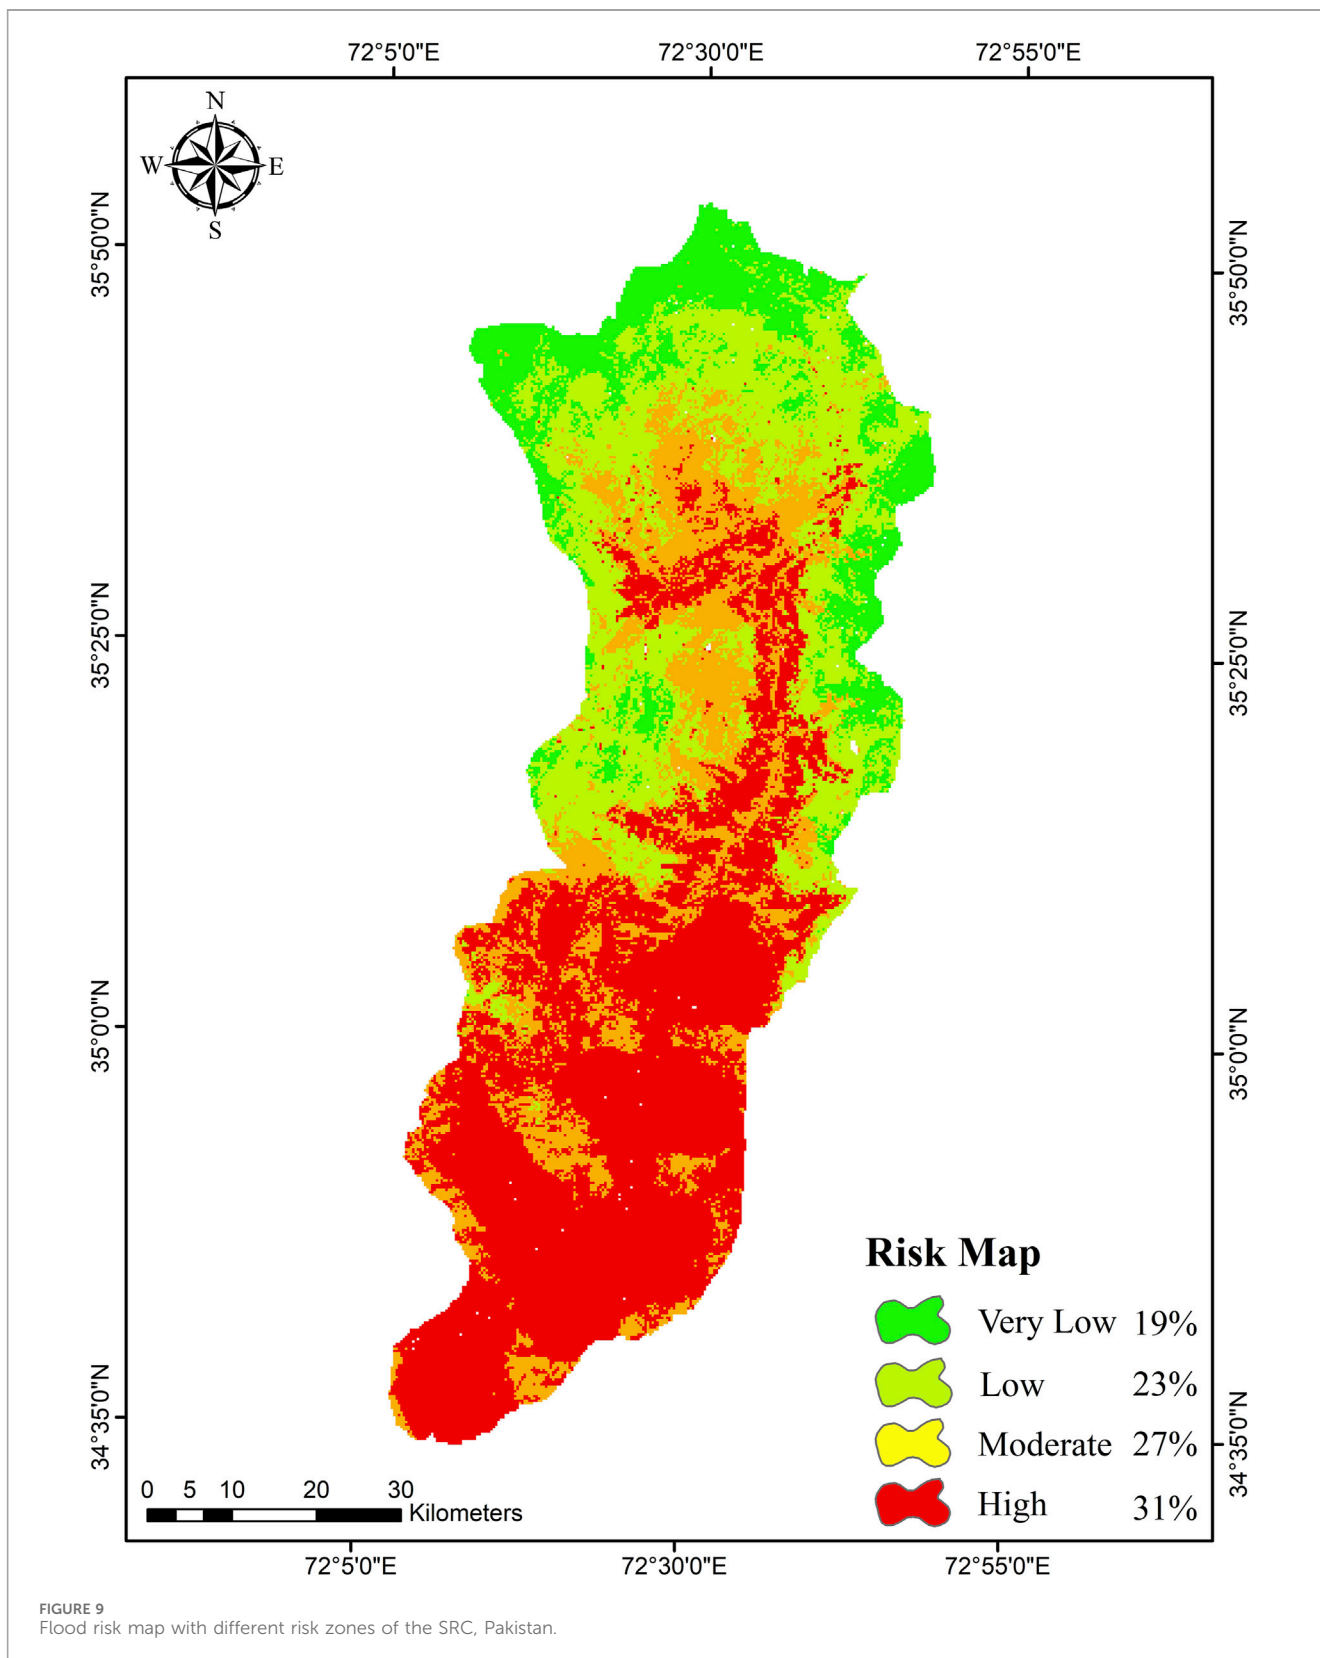 72°5'0"E 72°30'0"E 72°55'0"E
N
W E
S
35°50'0"N 35°50'0"N
35°25'0"N 35°25'0"N
35°0'0"N 35°0'0"N
34°35'0"N 34°35'0"N
Risk Map
Very Low 19%
Low 23%
Moderate 27%
High 31%
0 5 10 20 30
Kilometers
72°5'0"E 72°30'0"E 72°55'0"E
FIGURE 9
Flood risk map with different risk zones of the SRC, Pakistan.